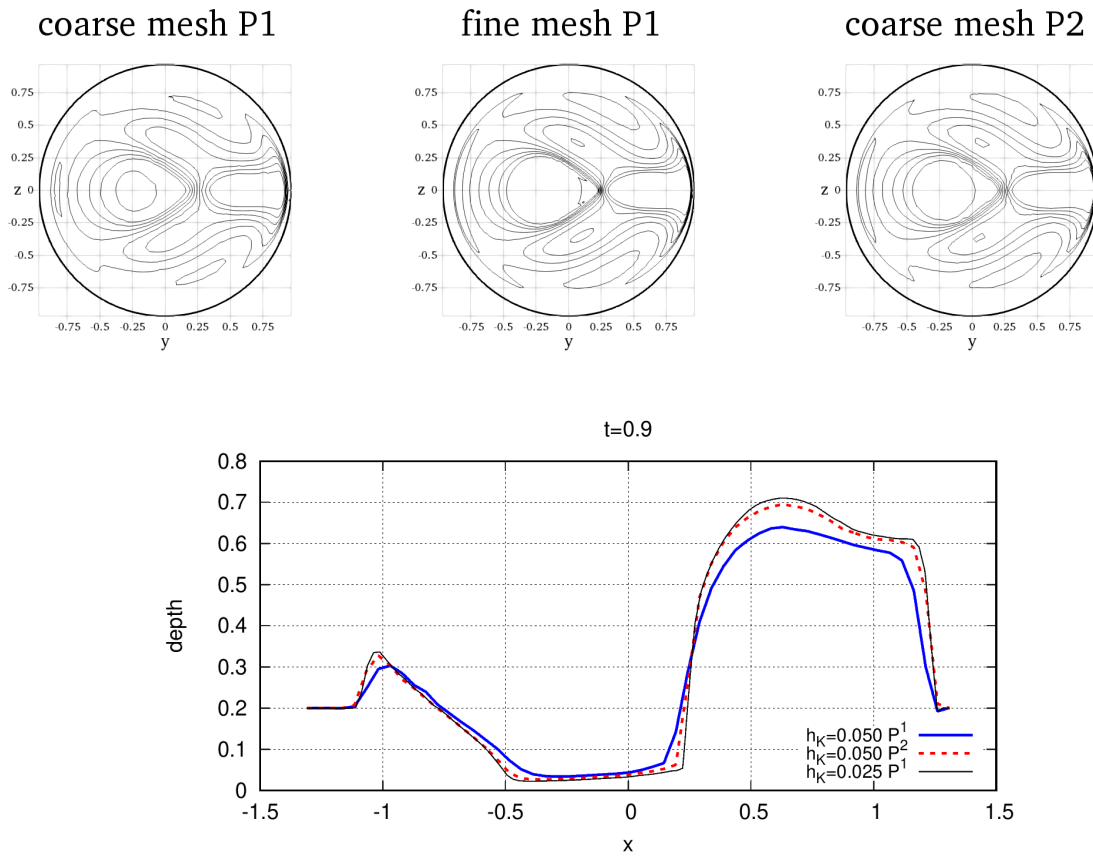 coarse mesh P1 fine mesh P1 coarse mesh P2
0.75 0.75 0.75
0.5 0.5 0.5
0.25 0.25 0.25
z 0 z 0 z 0
-0.25 -0.25 -0.25
-0.5 -0.5 -0.5
-0.75 -0.75 -0.75
-0.75 -0.5 -0.25 0 0.25 0.5 0.75 -0.75 -0.5 -0.25 0 0.25 0.5 0.75 -0.75 -0.5 -0.25 0 0.25 0.5 0.75
y y y
t=0.9
0.8
0.7
0.6
0.5
0.4
depth
0.3
0.2
h_K=0.050 P^1
0.1
h_K=0.050 P^2
h_K=0.025 P^1
0
-1.5 -1 -0.5 0 0.5 1 1.5
x